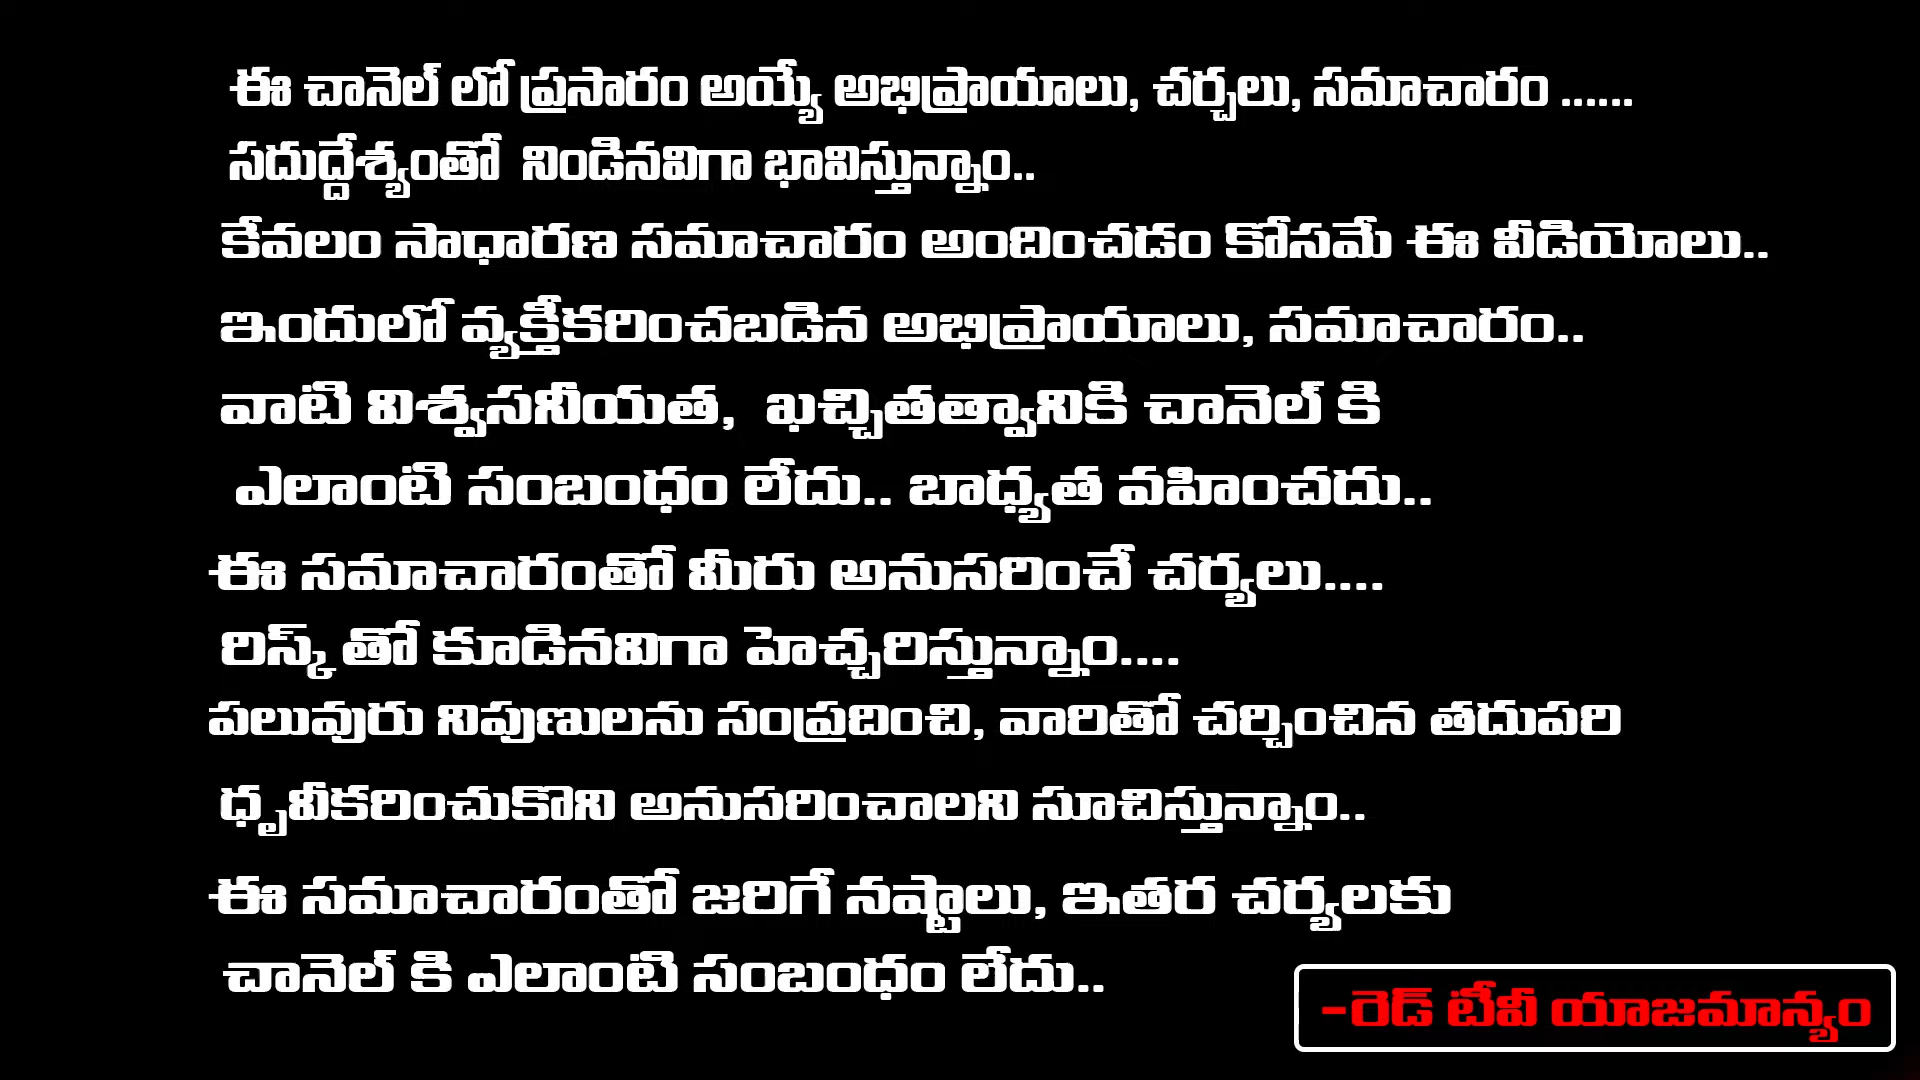 ఈ చానెల్ లో ప్రసారం అయ్యే అభిప్రాయాలు, చర్చలు, సమాచారం ......
సదుద్దేశ్యంతో నిండినవిగా భావిస్తున్నాం..
కేవలం సాధారణ సమాచారం అందించడం కోసమే ఈ వీడియోలు..
ఇందులో వ్యక్తీకరించబడిన అభిప్రాయాలు, సమాచారం..
వాటి విశ్వసనీయత, ఖచ్చితత్వానికి చానెల్ కి
ఎలాంటి సంబంధం లేదు.. బాధ్యత వహించదు..
ఈ సమాచారంతో మీరు అనుసరించే చర్యలు....
రిస్క్ తో కూడినవిగా హెచ్చరిస్తున్నాం....
పలువురు నిపుణులను సంప్రదించి, వారితో చర్చించిన తదుపరి
ధృవీకరించుకొని అనుసరించాలని సూచిస్తున్నాం..
ఈ సమాచారంతో జరిగే నష్టాలు, ఇతర చర్యలకు
చానెల్ కి ఎలాంటి సంబంధం లేదు..
-రెడ్ టీవీ యాజమాన్యం